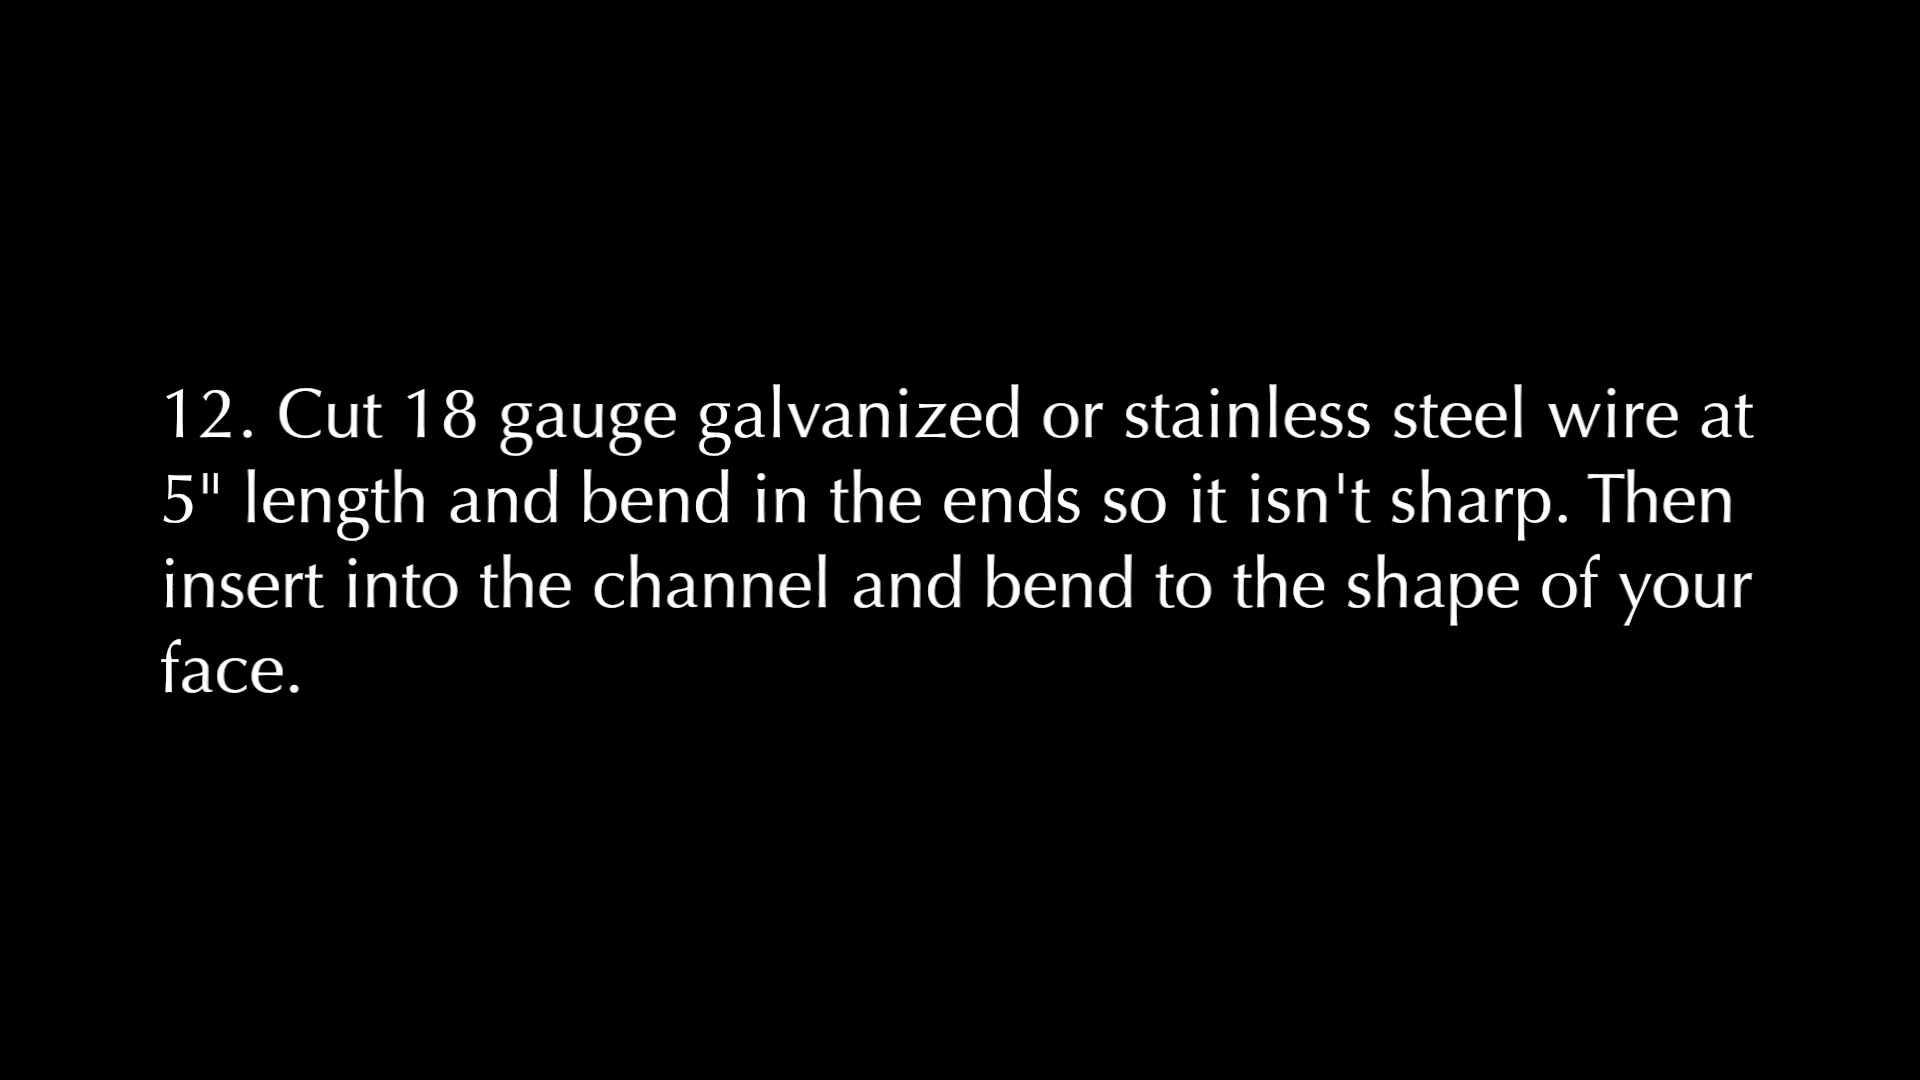 12. Cut 18 gauge galvanized or stainless steel wire at
5" length and bend in the ends so it isn't sharp. Then
insert into the channel and bend to the shape of your
face.